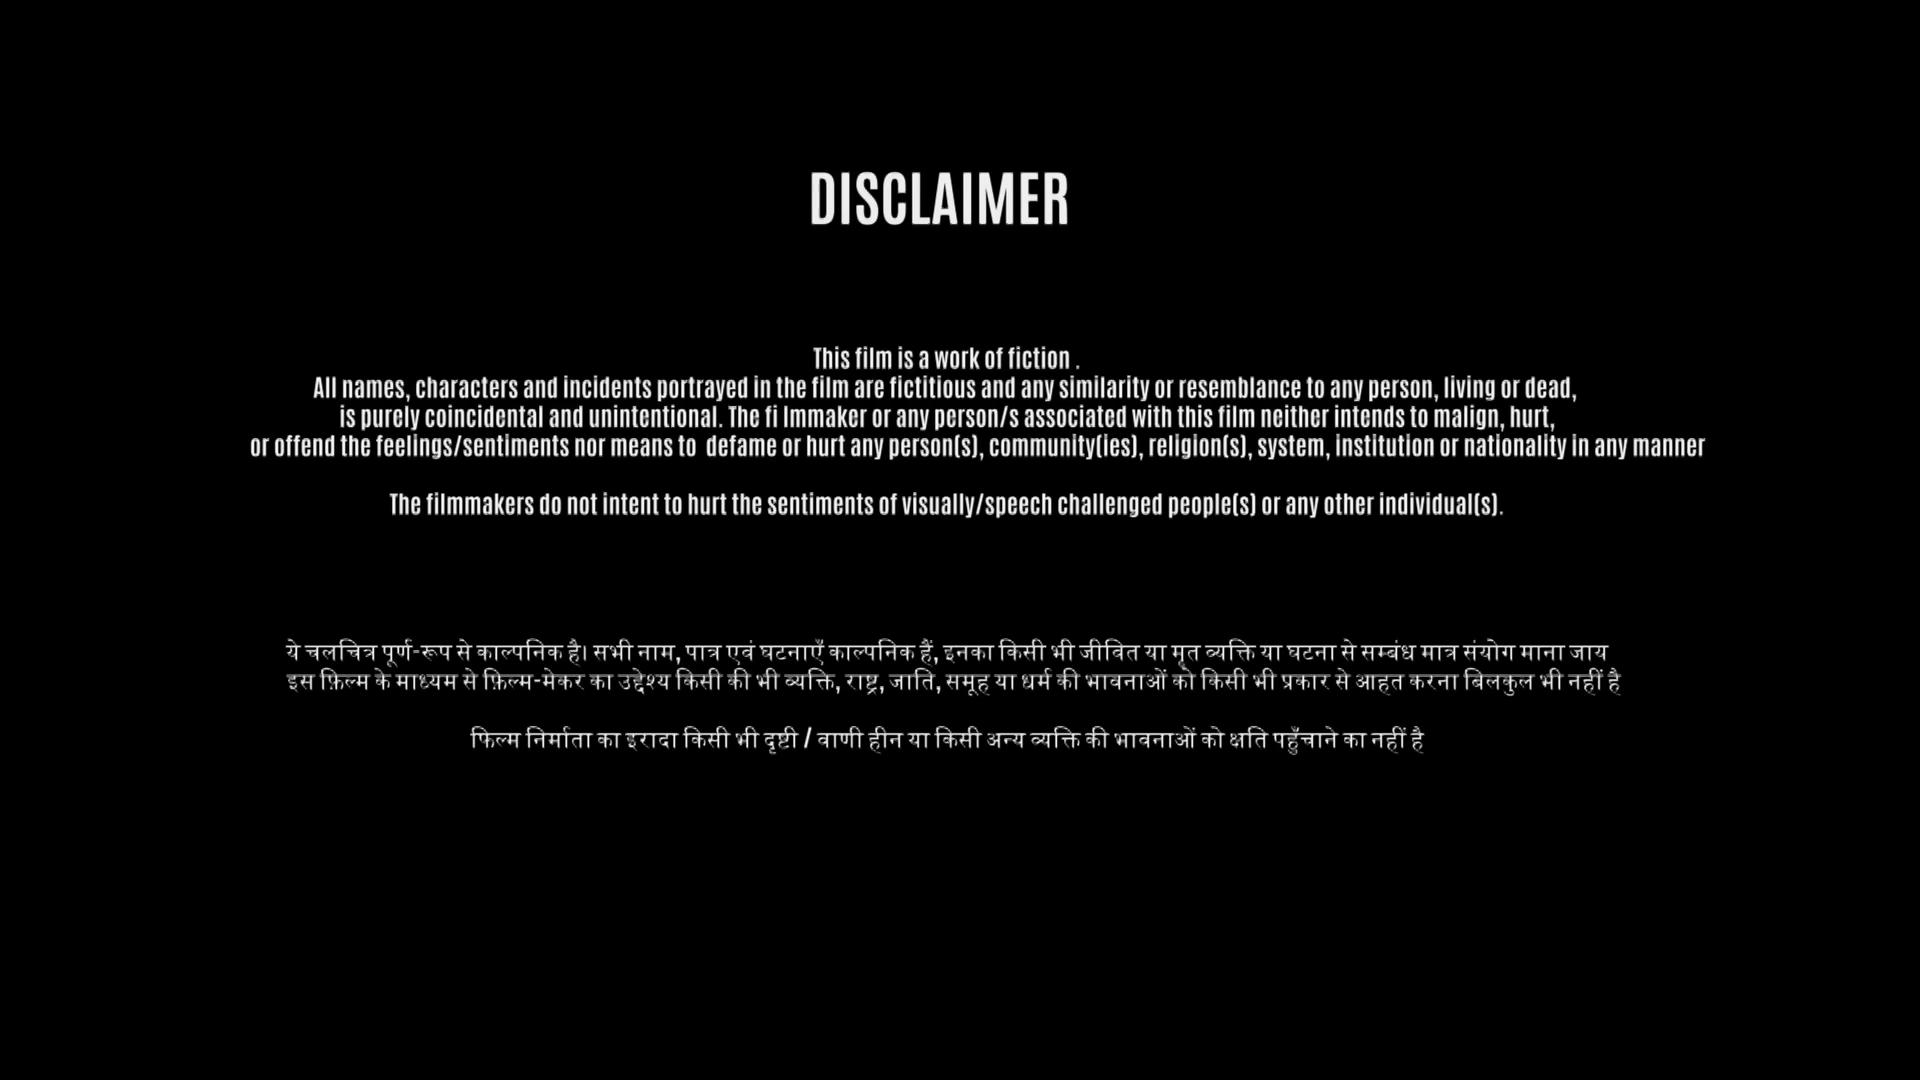 DISCLAIMER
This film is a work of fiction .
All names, characters and incidents portrayed in the film are fictitious and any similarity or resemblance to any person, living or dead,
is purely coincidental and unintentional. The fi lmmaker or any person/s associated with this film neither intends to malign, hurt,
or offend the feelings/sentiments nor means to defame or hurt any person(s), community(ies), religion(s), system, institution or nationality in any manner
The filmmakers do not intent to hurt the sentiments of visually/speech challenged people(s) or any other individual(s).
ये चलचित्र पूर्ण-रूप से काल्पनिक है। सभी नाम, पात्र एवं घटनाएँ काल्पनिक हैं, इनका किसी भी जीवित या मृत व्यक्ति या घटना से सम्बंध मात्र संयोग माना जाय
इस फ़िल्म के माध्यम से फ़िल्म-मेकर का उद्देश्य किसी की भी व्यक्ति, राष्ट्र, जाति, समूह या धर्म की भावनाओं को किसी भी प्रकार से आहत करना बिलकुल भी नहीं है
फिल्म निर्माता का इरादा किसी भी दृष्टी / वाणी हीन या किसी अन्य व्यक्ति की भावनाओं को क्षति पहुँचाने का नहीं है